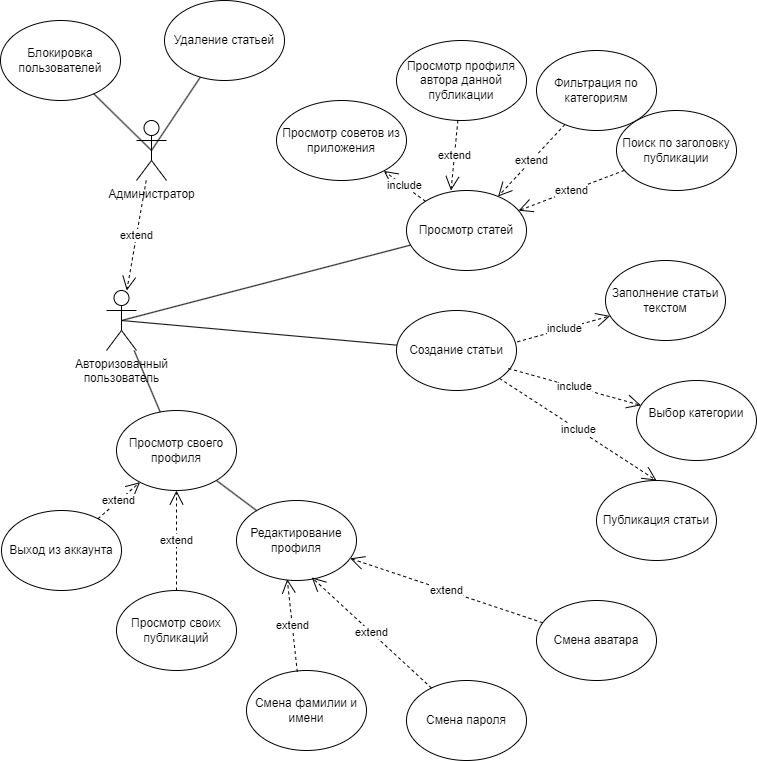 Блокировка
пользователей
Удаление статьей
Администратор
extend
Авторизованный
пользователь
Просмотр советов из
приложения
Просмотр профиля
автора данной
публикации
Фильтрация по
категориям
Поиск по заголовку
публикации
include
extend
extend
extend
Просмотр статей
Создание статьи
include
Заполнение статьи
текстом
include
Выбор категории
include
Публикация статьи
Просмотр своего
профиля
extend
Выход из аккаунта
extend
Просмотр своих
публикаций
Редактирование
профиля
extend
Смена фамилии и
имени
extend
Смена пароля
extend
Смена аватара